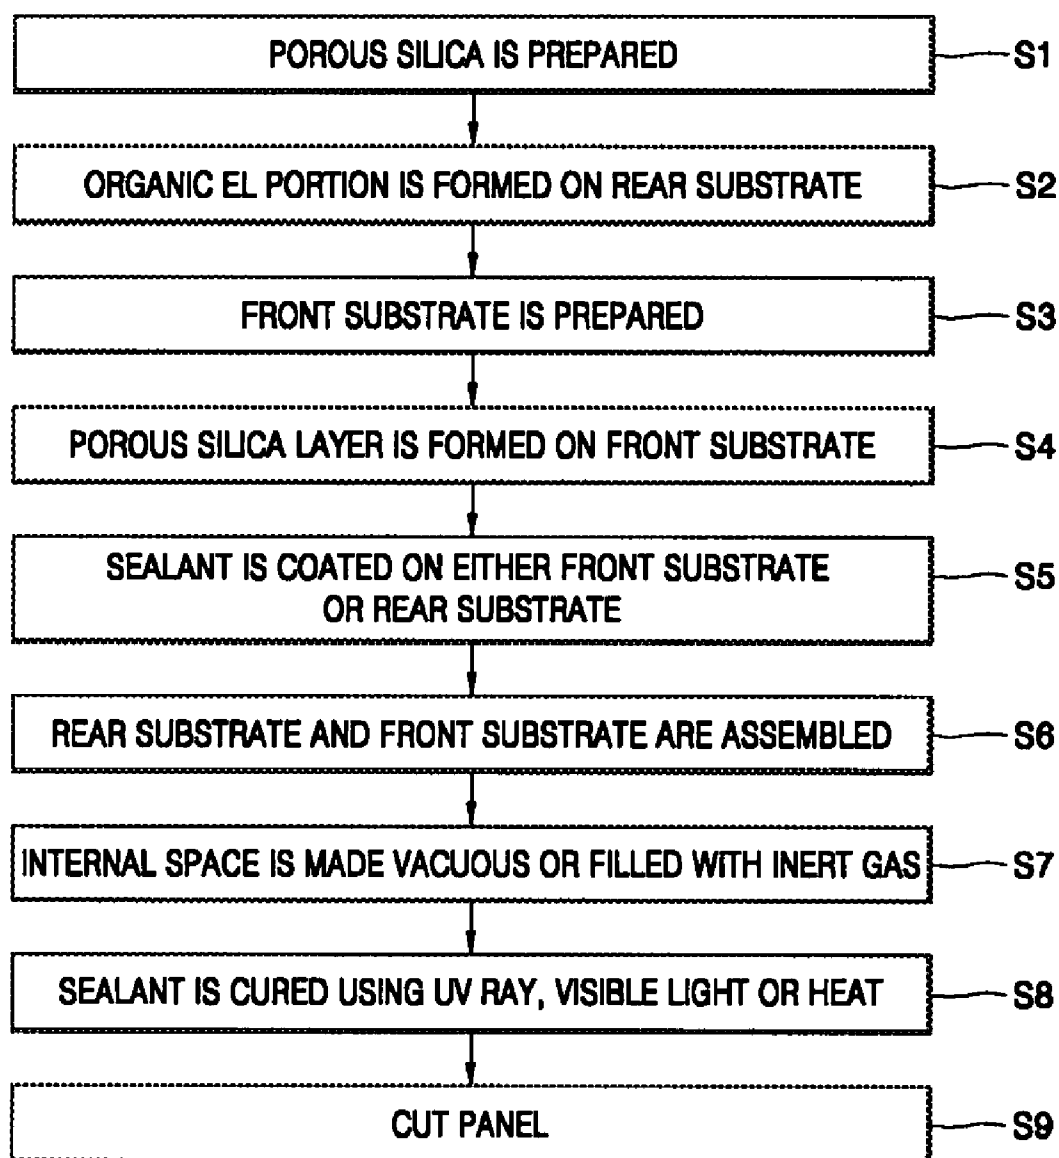 POROUS SILICA IS PREPARED
S1
ORGANIC EL PORTION IS FORMED ON REAR SUBSTRATE
S2
FRONT SUBSTRATE IS PREPARED
S3
POROUS SILICA LAYER IS FORMED ON FRONT SUBSTRATE
S4
SEALANT IS COATED ON EITHER FRONT SUBSTRATE
OR REAR SUBSTRATE
S5
REAR SUBSTRATE AND FRONT SUBSTRATE ARE ASSEMBLED
S6
INTERNAL SPACE IS MADE VACUOUS OR FILLED WITH INERT GAS
S7
SEALANT IS CURED USING UV RAY, VISIBLE LIGHT OR HEAT
S8
CUT PANEL
S9